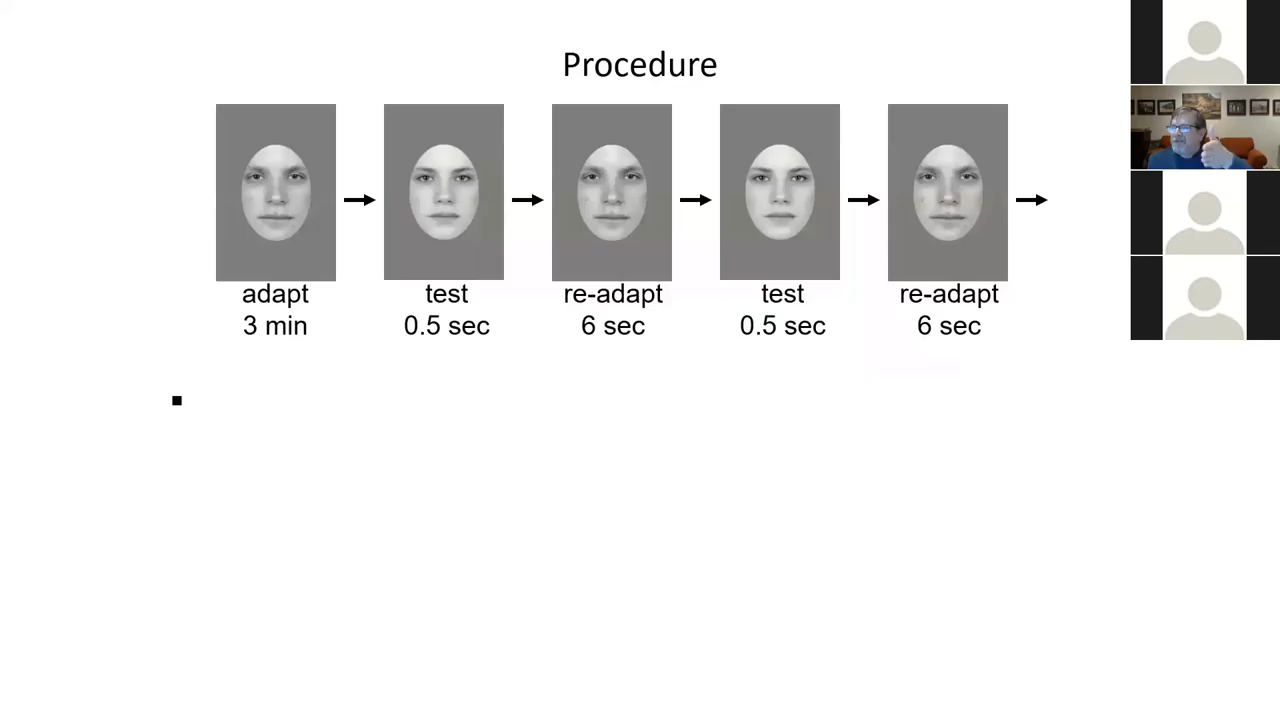 Procedure
adapt
3 min
test
0.5 sec
re-adapt
6 sec
test
0.5 sec
re-adapt
6 sec